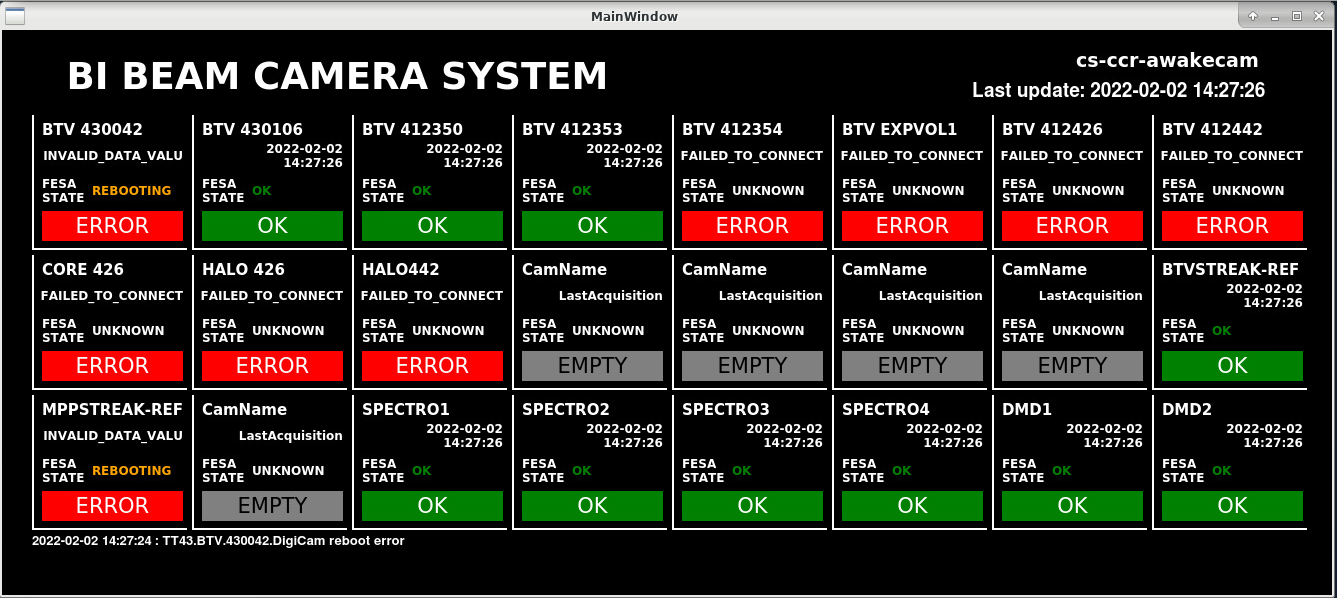 MainWindow
BI BEAM CAMERA SYSTEM
cs-ccr-awakecam
Last update: 2022-02-02 14:27:26
BTV 430042
INVALID_DATA_VALU
FESA
STATE
REBOOTING
ERROR
BTV 430106
2022-02-02
14:27:26
FESA
STATE
OK
OK
BTV 412350
2022-02-02
14:27:26
FESA
STATE
OK
OK
BTV 412353
2022-02-02
14:27:26
FESA
STATE
OK
OK
BTV 412354
FAILED_TO_CONNECT
FESA
STATE
UNKNOWN
ERROR
BTV EXPVOL1
FAILED_TO_CONNECT
FESA
STATE
UNKNOWN
ERROR
BTV 412426
FAILED_TO_CONNECT
FESA
STATE
UNKNOWN
ERROR
BTV 412442
FAILED_TO_CONNECT
FESA
STATE
UNKNOWN
ERROR
CORE 426
FAILED_TO_CONNECT
FESA
STATE
UNKNOWN
ERROR
HALO 426
FAILED_TO_CONNECT
FESA
STATE
UNKNOWN
ERROR
HALO442
FAILED_TO_CONNECT
FESA
STATE
UNKNOWN
ERROR
CamName
LastAcquisition
FESA
STATE
UNKNOWN
EMPTY
CamName
LastAcquisition
FESA
STATE
UNKNOWN
EMPTY
CamName
LastAcquisition
FESA
STATE
UNKNOWN
EMPTY
CamName
LastAcquisition
FESA
STATE
UNKNOWN
EMPTY
BTVSTREAK-REF
2022-02-02
14:27:26
FESA
STATE
OK
OK
MPPSTREAK-REF
INVALID_DATA_VALU
FESA
STATE
REBOOTING
ERROR
CamName
LastAcquisition
FESA
STATE
UNKNOWN
EMPTY
SPECTRO1
2022-02-02
14:27:26
FESA
STATE
OK
OK
SPECTRO2
2022-02-02
14:27:26
FESA
STATE
OK
OK
SPECTRO3
2022-02-02
14:27:26
FESA
STATE
OK
OK
SPECTRO4
2022-02-02
14:27:26
FESA
STATE
OK
OK
DMD1
2022-02-02
14:27:26
FESA
STATE
OK
OK
DMD2
2022-02-02
14:27:26
FESA
STATE
OK
OK
2022-02-02 14:27:24 : TT43.BTV.430042.DigiCam reboot error